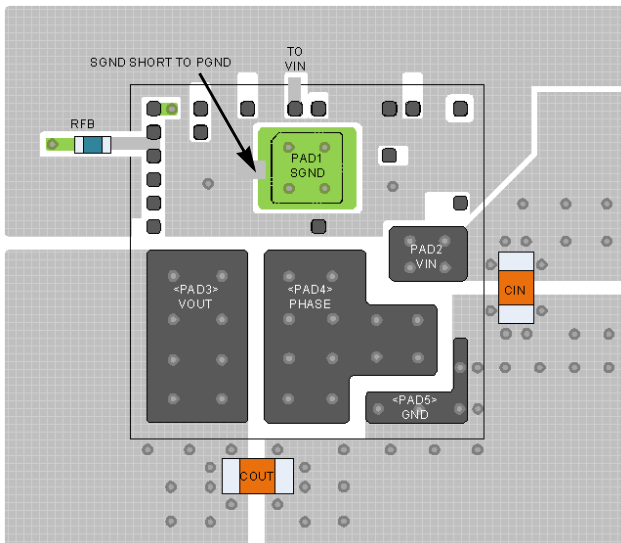 TO
VIN
SGND SHORT TO PGND
RFB
PAD1
SGND
PAD2
VIN
<PAD3>
VOUT
<PAD4>
PHASE
CIN
<PAD5>
GND
COUT